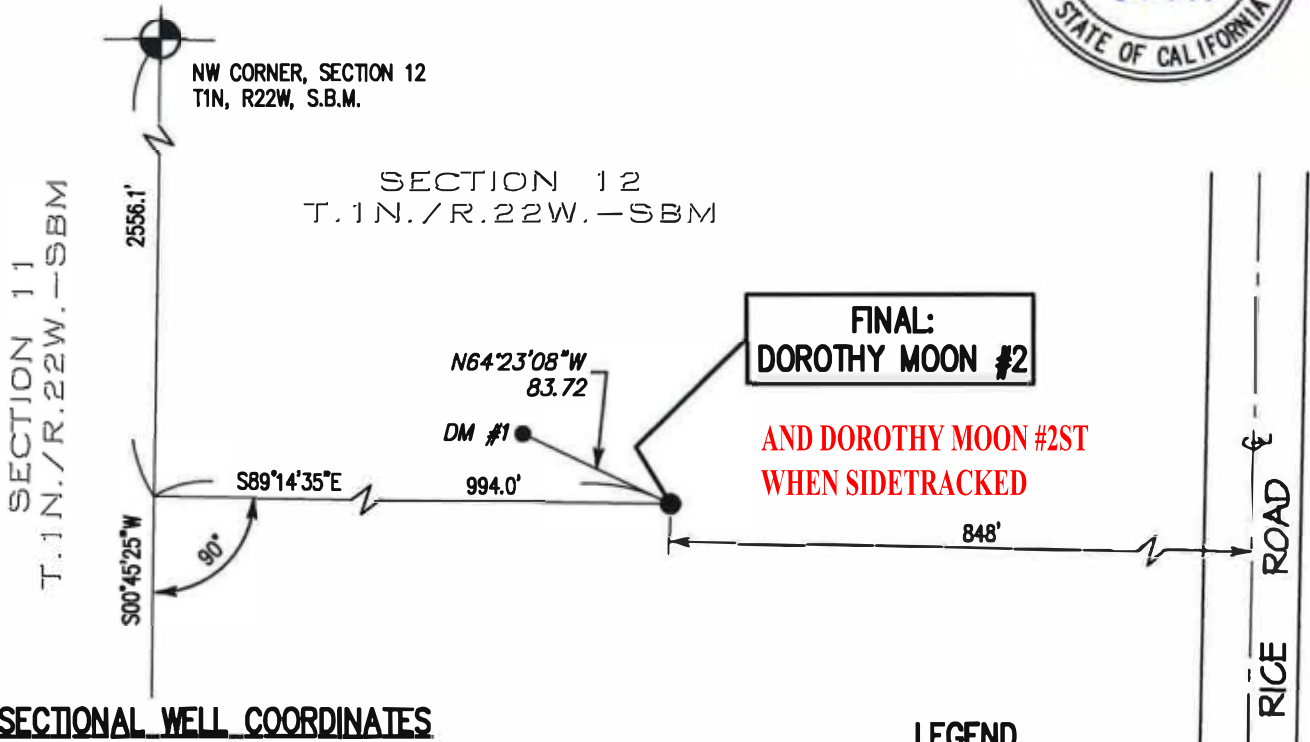 STATE OF CALIFORNIA
NW CORNER, SECTION 12
T1N, R22W, S.B.M.
SECTION 12
T.1N./R.22W.-SBM
SECTION 11
T.1N./R.22W.-SBM
2556.1'
FINAL:
DOROTHY MOON #2
N64°23'08"W
83.72
DM #1
AND DOROTHY MOON #2ST
WHEN SIDETRACKED
S89°14'35"E
994.0'
848'
90°
S00°45'25"W
℄
RICE ROAD
SECTIONAL WELL COORDINATES
LEGEND